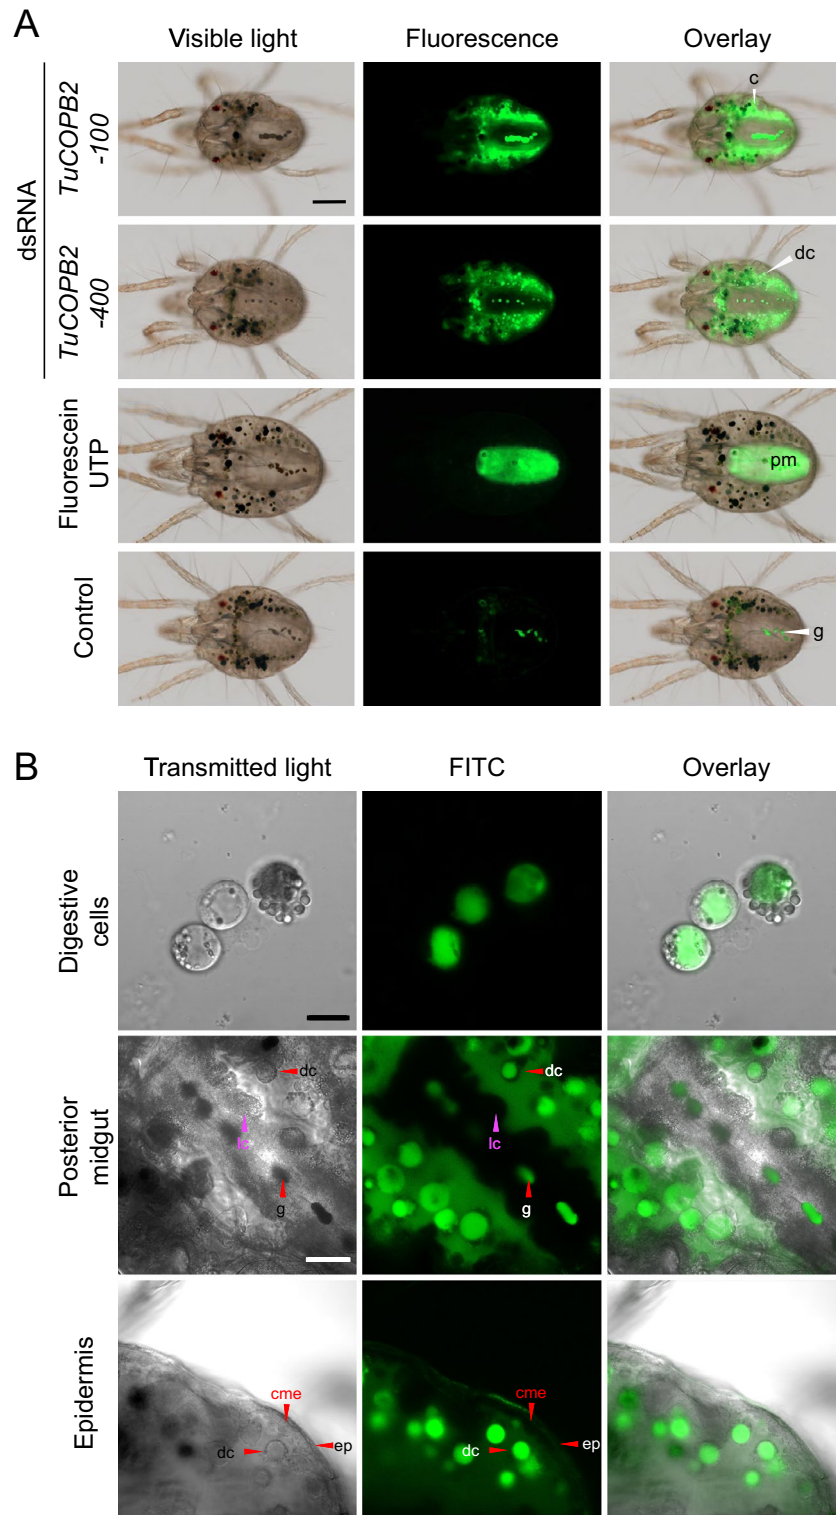 A
Visible light
Fluorescence
Overlay
dsRNA
TuCOPB2
-100
c
TuCOPB2
-400
dc
Fluorescein
UTP
pm
Control
g
B
Transmitted light
FITC
Overlay
Digestive
cells
Posterior
midgut
dc
lc
g
dc
lc
g
Epidermis
cme
ep
dc
cme
ep
dc